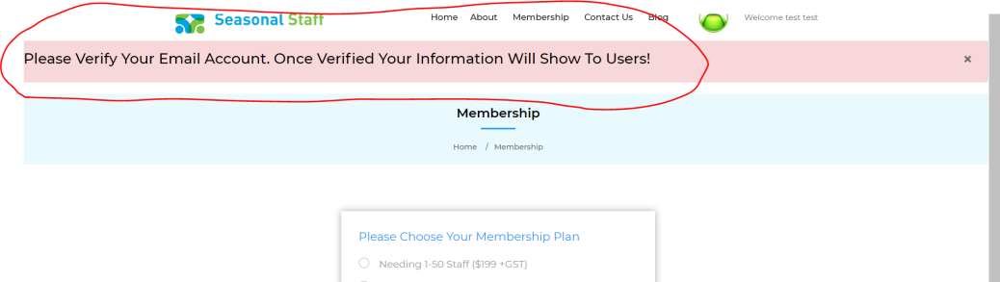 Seasonal Staff
Home About Membership Contact Us Blog Welcome test test
Please Verify Your Email Account. Once Verified Your Information Will Show To Users! ×
Membership
Home / Membership
Please Choose Your Membership Plan
Needing 1-50 Staff ($199 +GST)